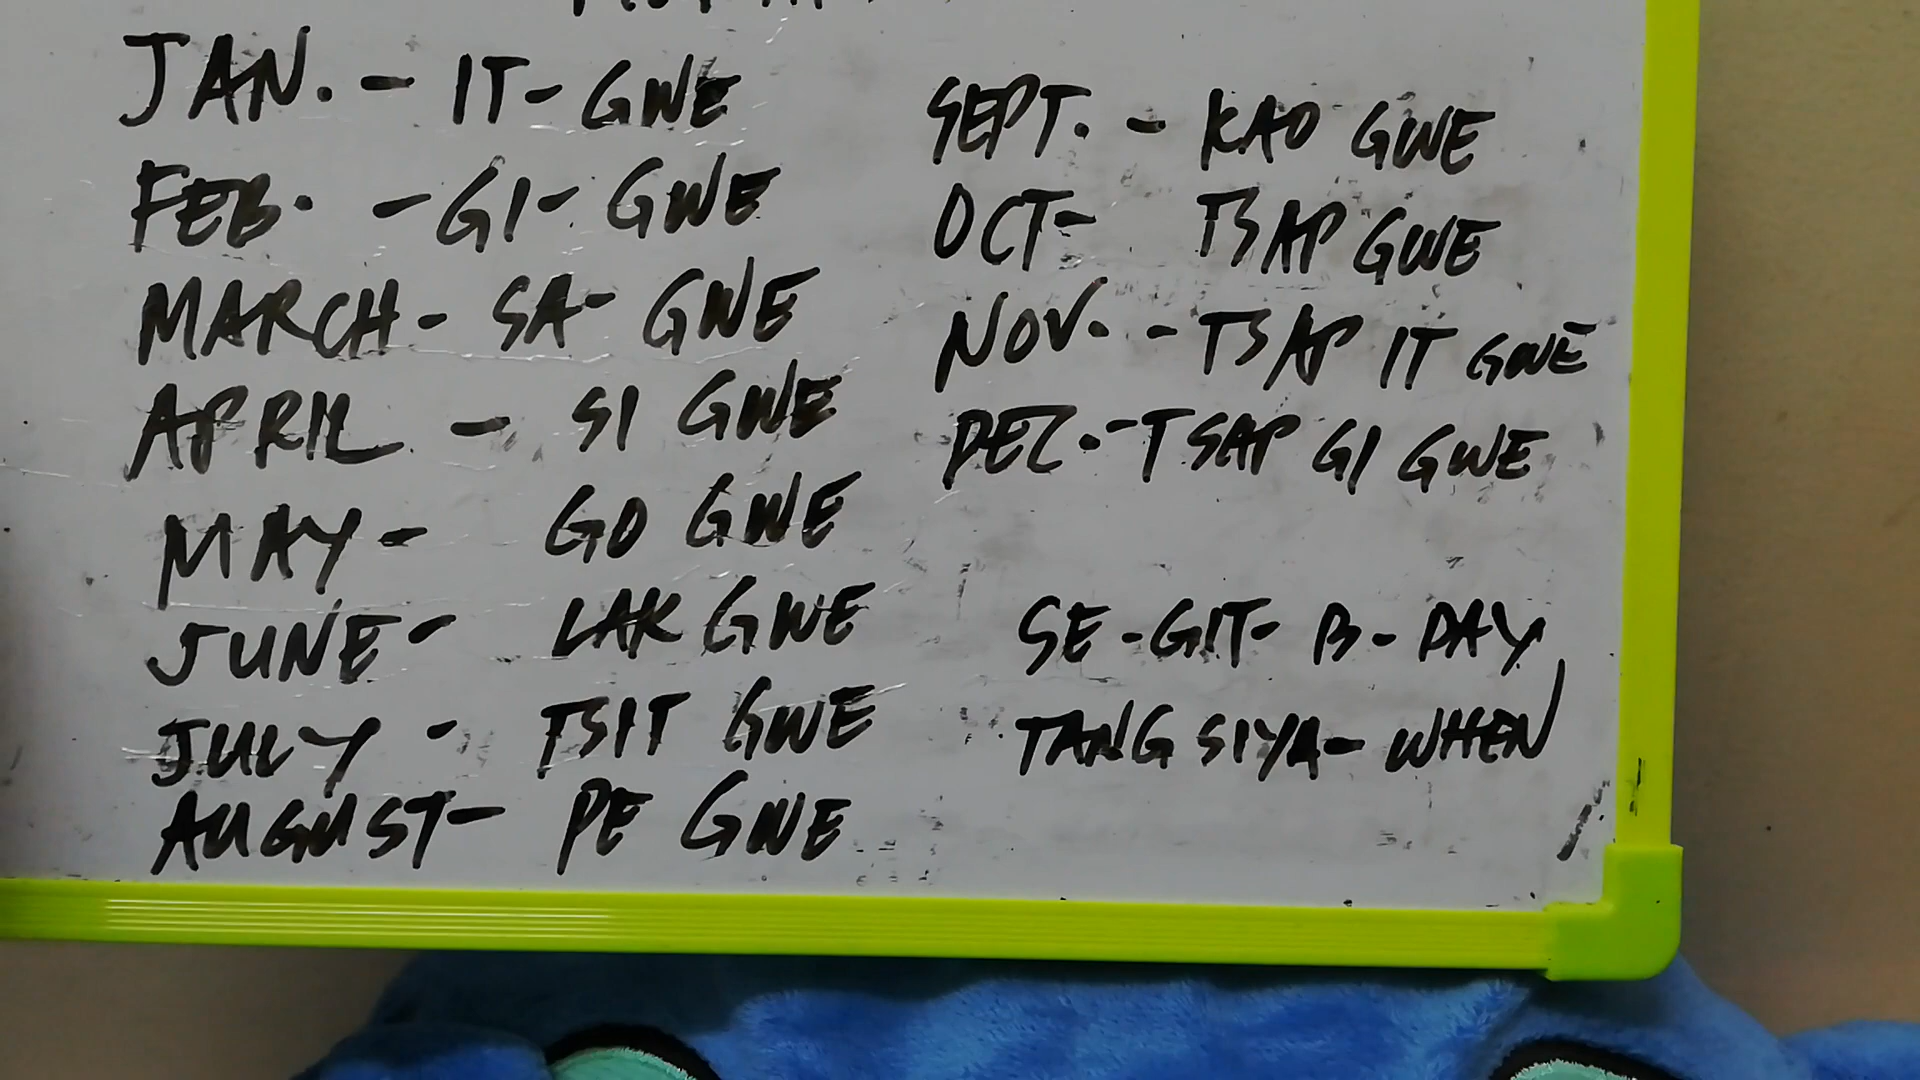 JAN. - IT- GWE
FEB. - GI- GWE
MARCH - SA- GWE
APRIL - SI GWE
MAY - GO GWE
JUNE - LAK GWE
JULY - TSIT GWE
AUGUST - PE GWE
SEPT. - KAO GWE
OCT- TSAP GWE
NOV. - TSAP IT GWE
DEC. - TSAP GI GWE
SE-GIT- B-DAY
TANG SIYA- WHEN